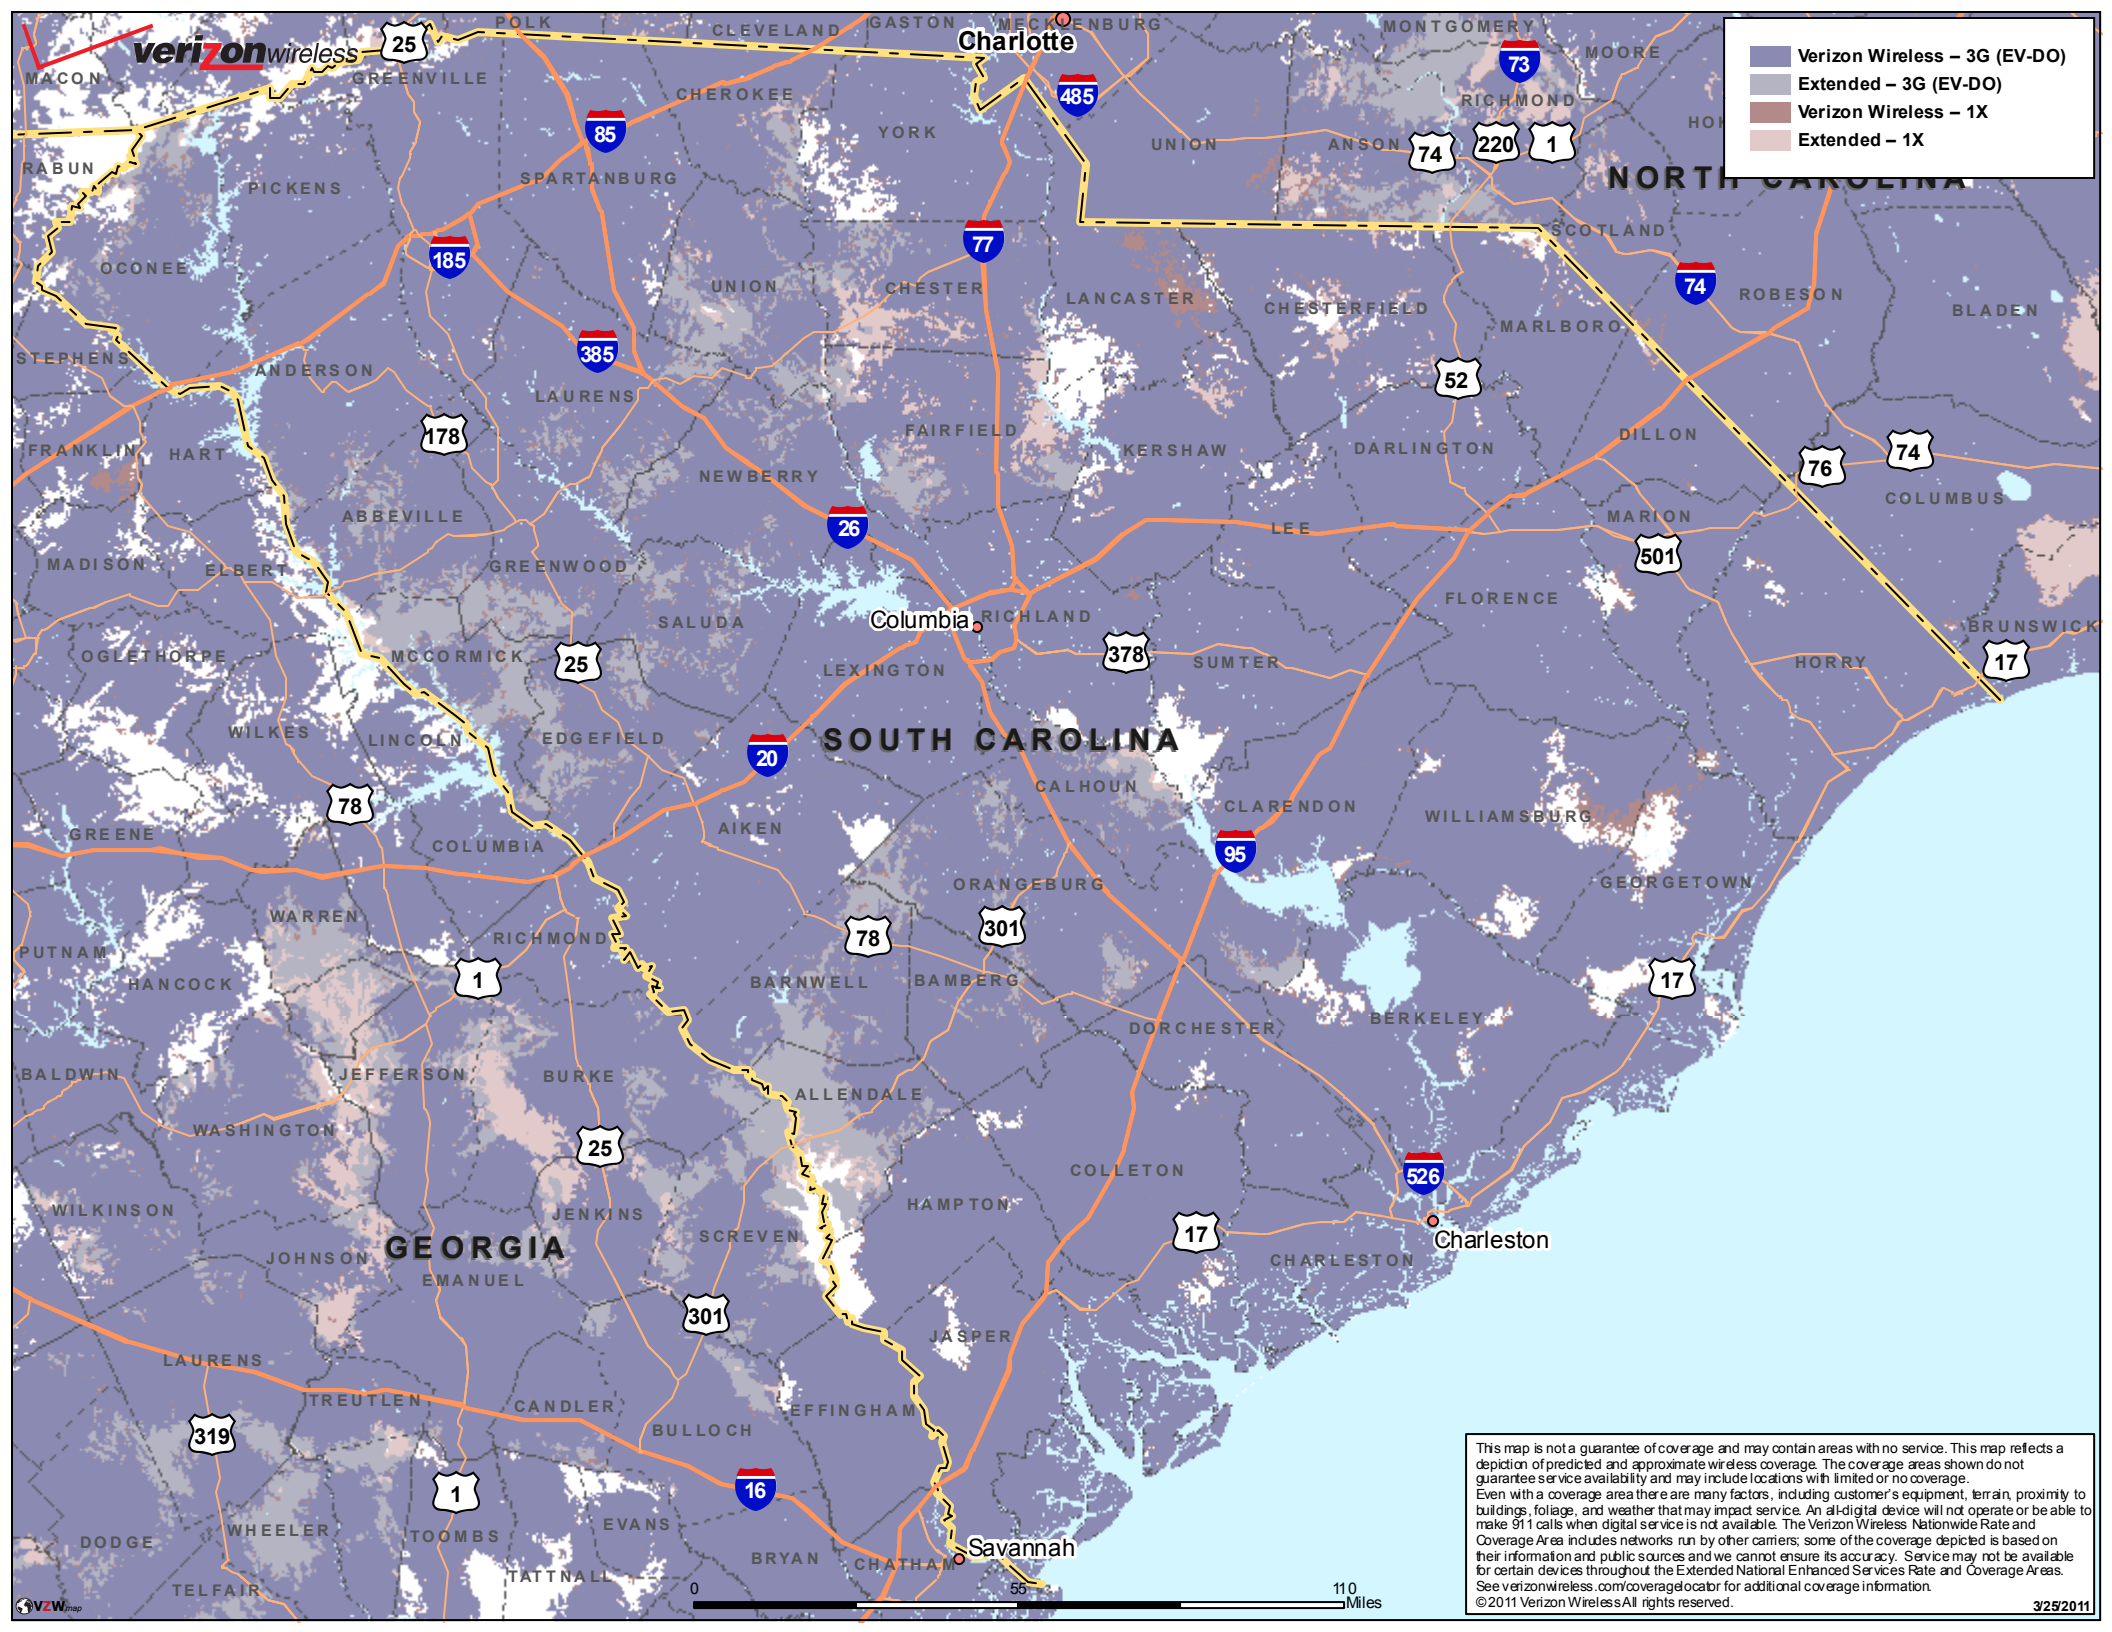 verizonwireless
Verizon Wireless – 3G (EV-DO)
Extended – 3G (EV-DO)
Verizon Wireless – 1X
Extended – 1X
POLK
CLEVELAND
GASTON
MECKLENBURG
MONTGOMERY
MOORE
Charlotte
25
73
MACON
GREENVILLE
CHEROKEE
485
RICHMOND
85
YORK
UNION
ANSON
74
220
1
HOK
RABUN
PICKENS
SPARTANBURG
NORTH CAROLINA
OCONEE
185
77
SCOTLAND
UNION
CHESTER
LANCASTER
CHESTERFIELD
74
ROBESON
BLADEN
MARLBORO
STEPHENS
ANDERSON
385
LAURENS
52
FRANKLIN
HART
178
FAIRFIELD
KERSHAW
DARLINGTON
DILLON
76
74
NEWBERRY
COLUMBUS
ABBEVILLE
26
LEE
MARION
501
MADISON
ELBERT
GREENWOOD
FLORENCE
SALUDA
Columbia
RICHLAND
BRUNSWICK
OGLETHORPE
MCCORMICK
25
LEXINGTON
378
SUMTER
HORRY
17
WILKES
LINCOLN
EDGEFIELD
20
SOUTH CAROLINA
CALHOUN
78
CLARENDON
WILLIAMSBURG
GREENE
COLUMBIA
AIKEN
95
ORANGEBURG
GEORGETOWN
WARREN
RICHMOND
78
301
PUTNAM
HANCOCK
1
BARNWELL
BAMBERG
17
DORCHESTER
BERKELEY
BALDWIN
JEFFERSON
BURKE
ALLENDALE
WASHINGTON
25
COLLETON
526
WILKINSON
JENKINS
HAMPTON
SCREVEN
17
Charleston
JOHNSON
GEORGIA
EMANUEL
CHARLESTON
301
JASPER
LAURENS
TREUTLEN
CANDLER
EFFINGHAM
319
BULLOCH
1
16
DODGE
WHEELER
TOOMBS
EVANS
BRYAN
CHATHAM
Savannah
TELFAIR
TATTNALL
0 55 110
Miles
VZWmap
This map is not a guarantee of coverage and may contain areas with no service. This map reflects a
depiction of predicted and approximate wireless coverage. The coverage areas shown do not
guarantee service availability and may include locations with limited or no coverage.
Even with a coverage area there are many factors, including customer's equipment, terrain, proximity to
buildings, foliage, and weather that may impact service. An all-digital device will not operate or be able to
make 911 calls when digital service is not available. The Verizon Wireless Nationwide Rate and
Coverage Area includes networks run by other carriers; some of the coverage depicted is based on
their information and public sources and we cannot ensure its accuracy. Service may not be available
for certain devices throughout the Extended National Enhanced Services Rate and Coverage Areas.
See verizonwireless.com/coveragelocator for additional coverage information.
©2011 Verizon Wireless All rights reserved.
3/25/2011